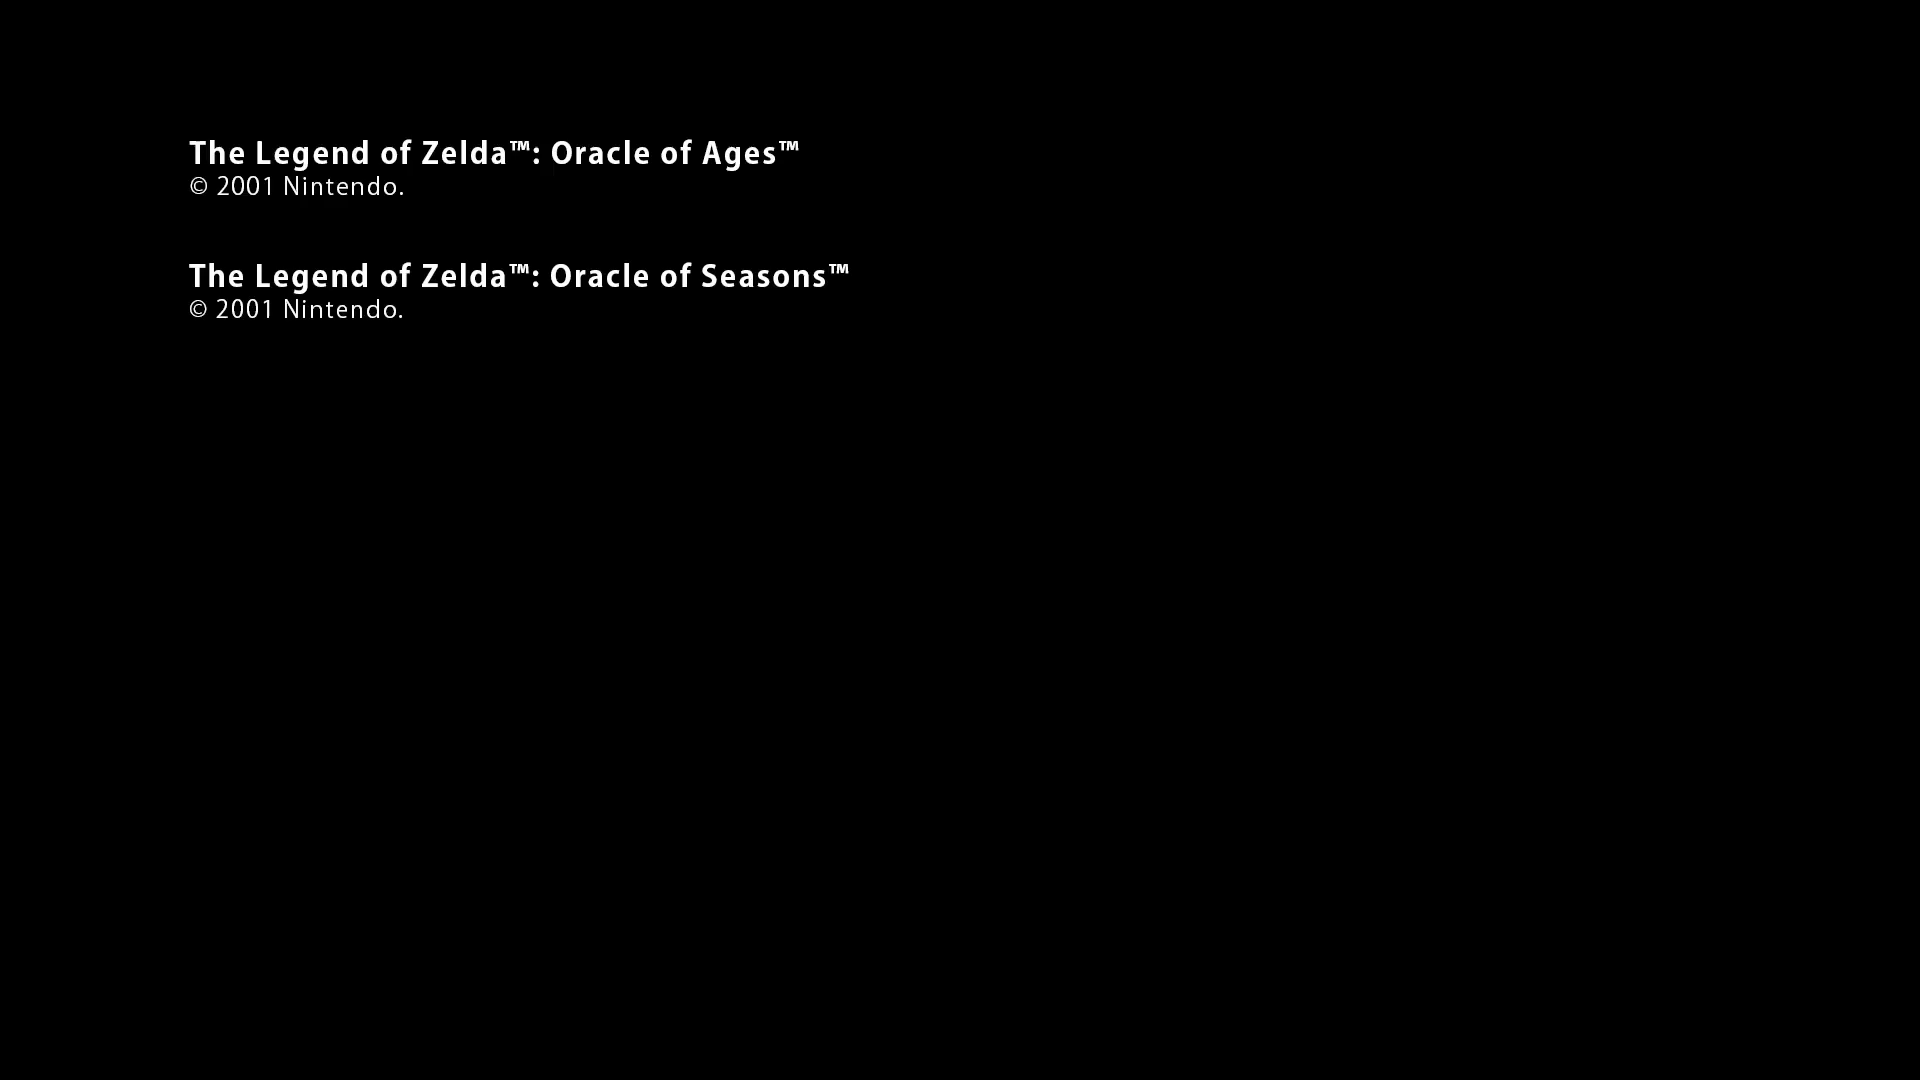 The Legend of Zelda™: Oracle of Ages™
© 2001 Nintendo.
The Legend of Zelda™: Oracle of Seasons™
© 2001 Nintendo.